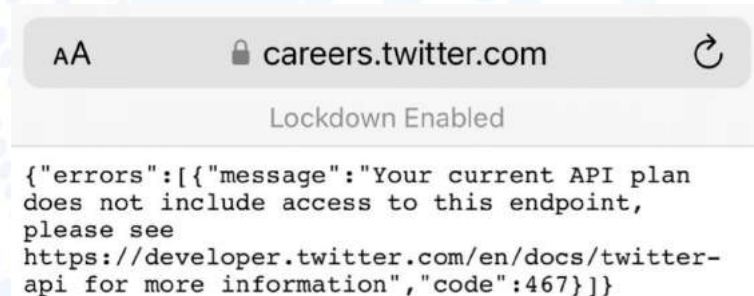 AA careers.twitter.com
Lockdown Enabled
{"errors":[{"message":"Your current API plan
does not include access to this endpoint,
please see
https://developer.twitter.com/en/docs/twitter-
api for more information","code":467}]}